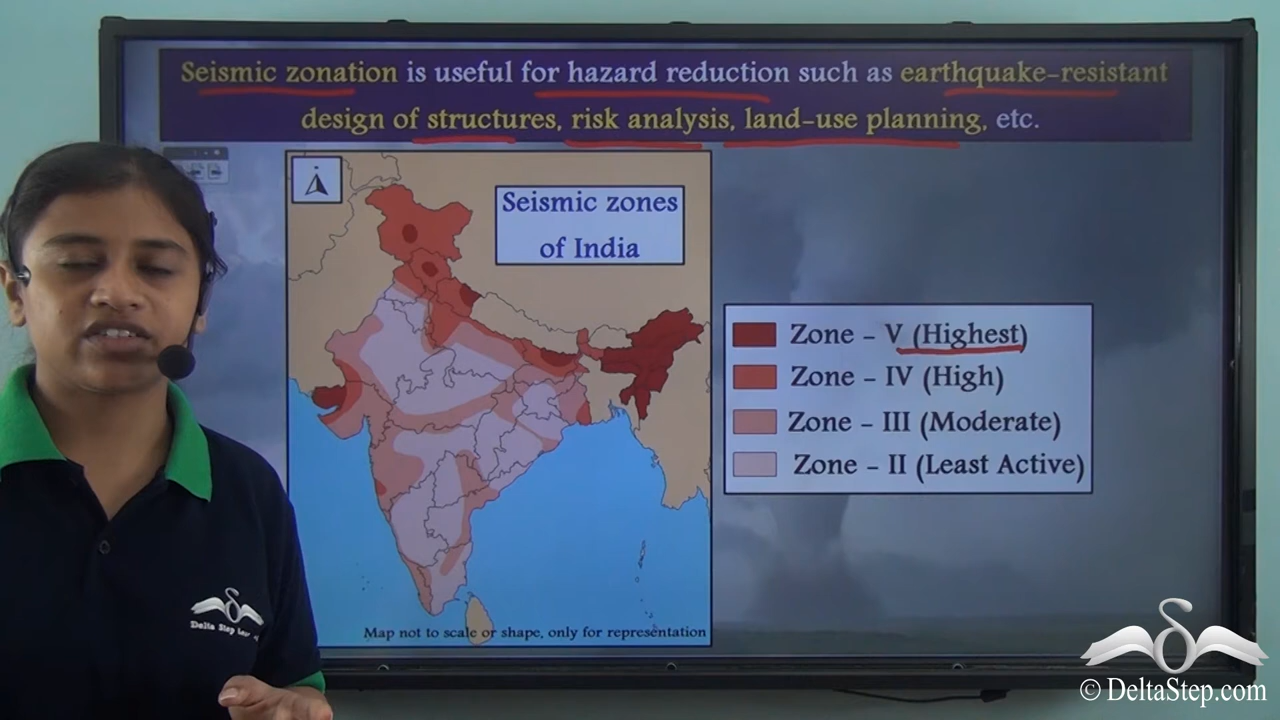 Seismic zonation is useful for hazard reduction such as earthquake-resistant
design of structures, risk analysis, land-use planning, etc.
Seismic zones
of India
Zone - V (Highest)
Zone - IV (High)
Zone - III (Moderate)
Zone - II (Least Active)
Map not to scale or shape, only for representation
Delta Step
© DeltaStep.com